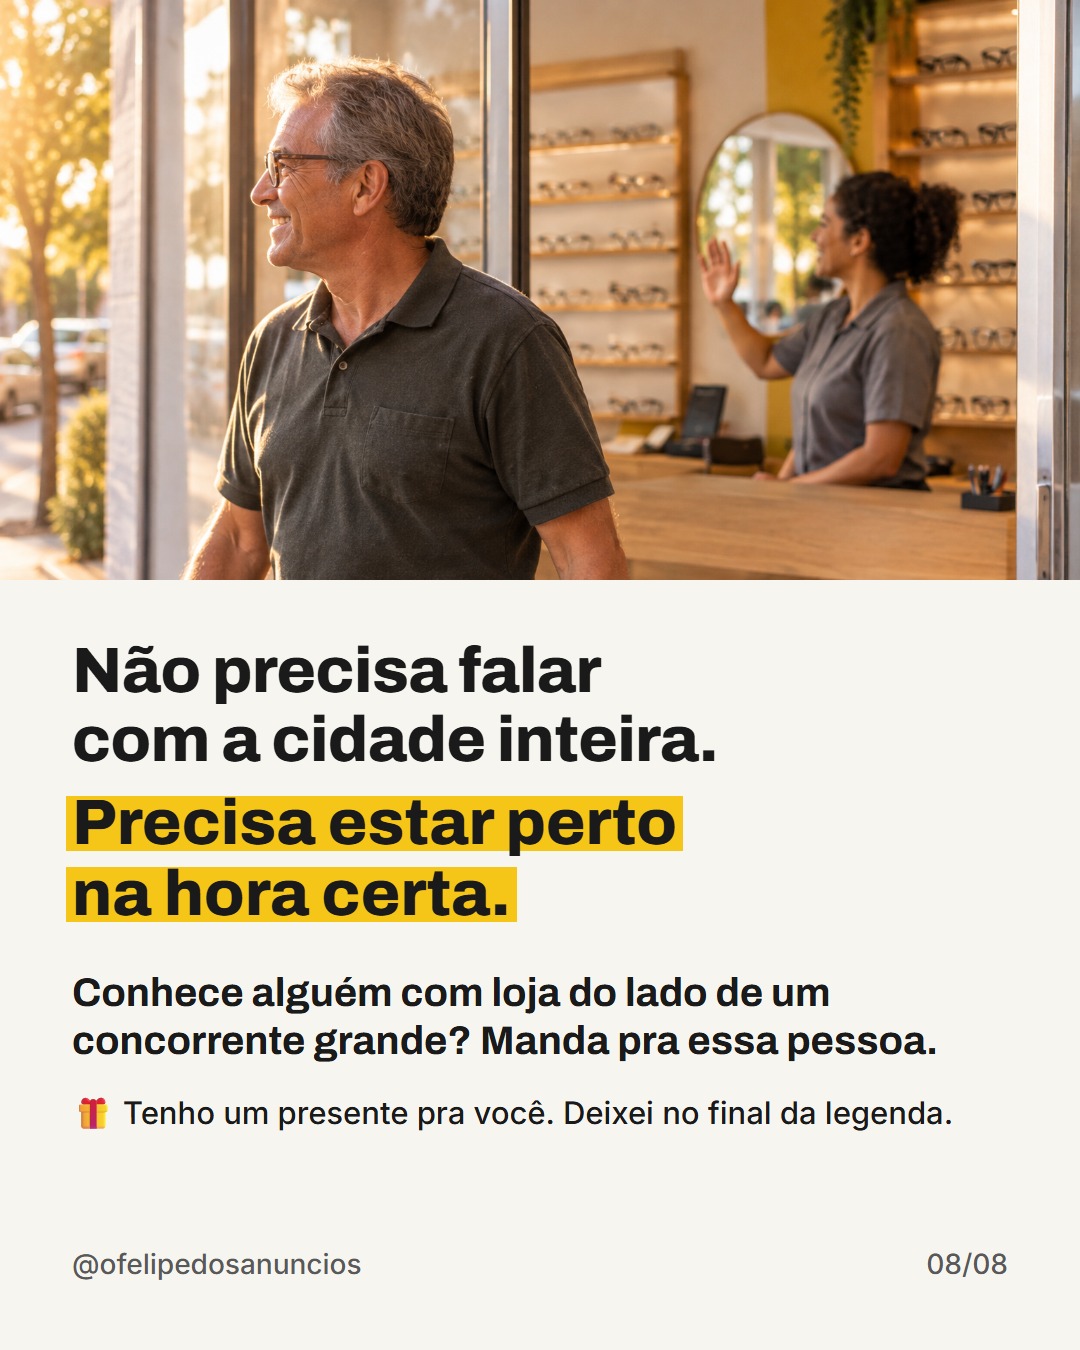 Não precisa falar
com a cidade inteira.
Precisa estar perto
na hora certa.
Conhece alguém com loja do lado de um
concorrente grande? Manda pra essa pessoa.
🎁 Tenho um presente pra você. Deixei no final da legenda.
@ofelipedosanuncios
08/08